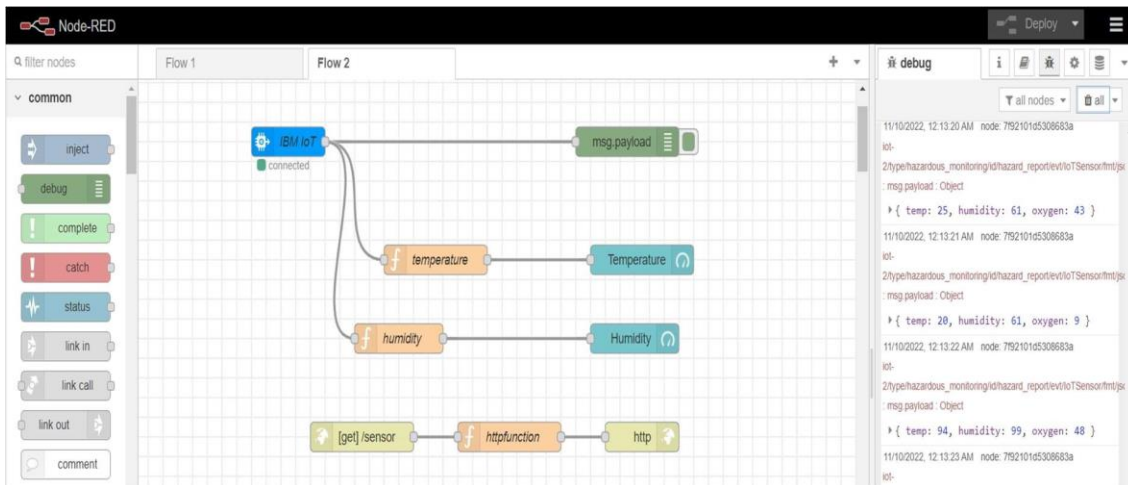 Node-RED
Deploy
filter nodes
Flow 1
Flow 2
debug
i
all nodes
all
common
inject
debug
complete
catch
status
link in
link call
link out
comment
IBM IoT
connected
msg.payload
f temperature
Temperature
f humidity
Humidity
[get] /sensor
f httpfunction
http
11/10/2022, 12:13:20 AM node: 7f92101d5308683a
iot-
2/type/hazardous_monitoring/id/hazard_report/evt/IoTSensor/fmt/js
: msg.payload : Object
{ temp: 25, humidity: 61, oxygen: 43 }
11/10/2022, 12:13:21 AM node: 7f92101d5308683a
iot-
2/type/hazardous_monitoring/id/hazard_report/evt/IoTSensor/fmt/js
: msg.payload : Object
{ temp: 20, humidity: 61, oxygen: 9 }
11/10/2022, 12:13:22 AM node: 7f92101d5308683a
iot-
2/type/hazardous_monitoring/id/hazard_report/evt/IoTSensor/fmt/js
: msg.payload : Object
{ temp: 94, humidity: 99, oxygen: 48 }
11/10/2022, 12:13:23 AM node: 7f92101d5308683a
iot-